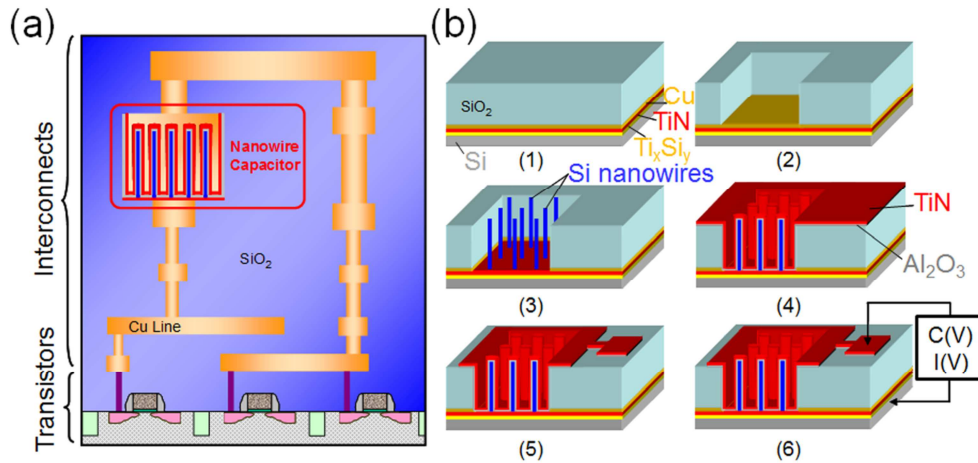 (a)
Interconnects
Transistors
Nanowire
Capacitor
SiO₂
Cu Line
(b)
SiO₂
Cu
TiN
TiₓSiᵧ
Si
(1)
(2)
Si nanowires
(3)
TiN
Al₂O₃
(4)
(5)
C(V)
I(V)
(6)